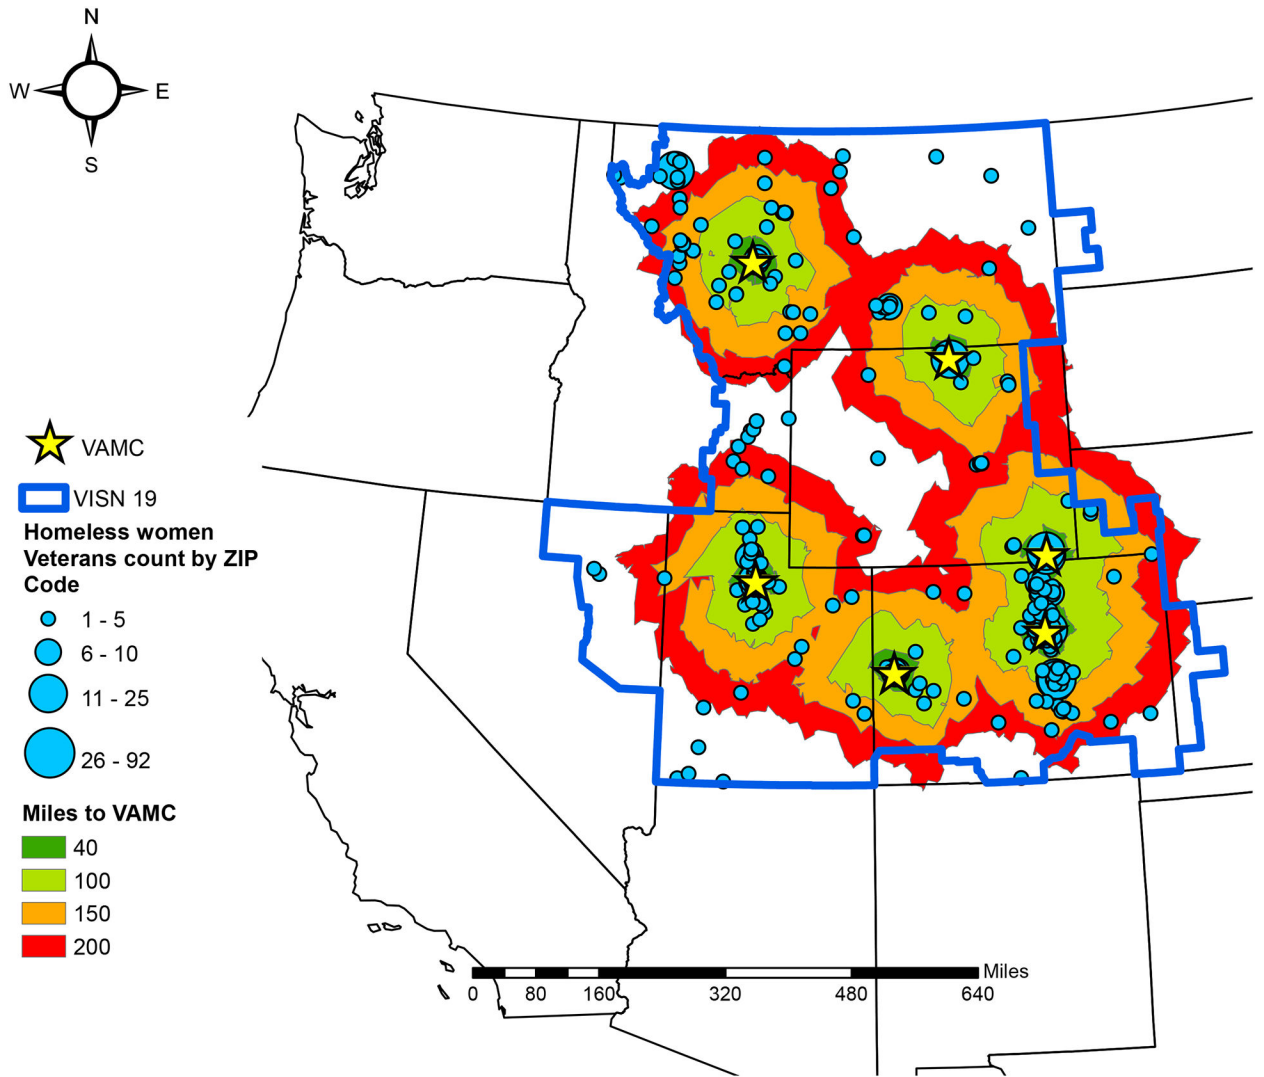 N
W E
S
VAMC
VISN 19
Homeless women
Veterans count by ZIP
Code
1 - 5
6 - 10
11 - 25
26 - 92
Miles to VAMC
40
100
150
200
Miles
0 80 160 320 480 640